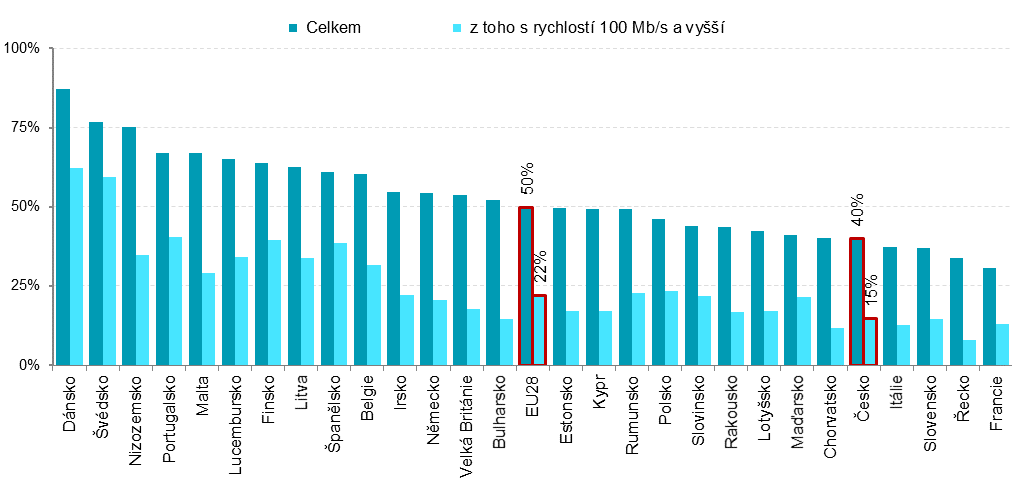 Celkem
z toho s rychlostí 100 Mb/s a vyšší
100%
75%
50%
25%
0%
50%
22%
40%
15%
Dánsko
Švédsko
Nizozemsko
Portugalsko
Malta
Lucembursko
Finsko
Litva
Španělsko
Belgie
Irsko
Německo
Velká Británie
Bulharsko
EU28
Estonsko
Kypr
Rumunsko
Polsko
Slovinsko
Rakousko
Lotyšsko
Maďarsko
Chorvatsko
Česko
Itálie
Slovensko
Řecko
Francie